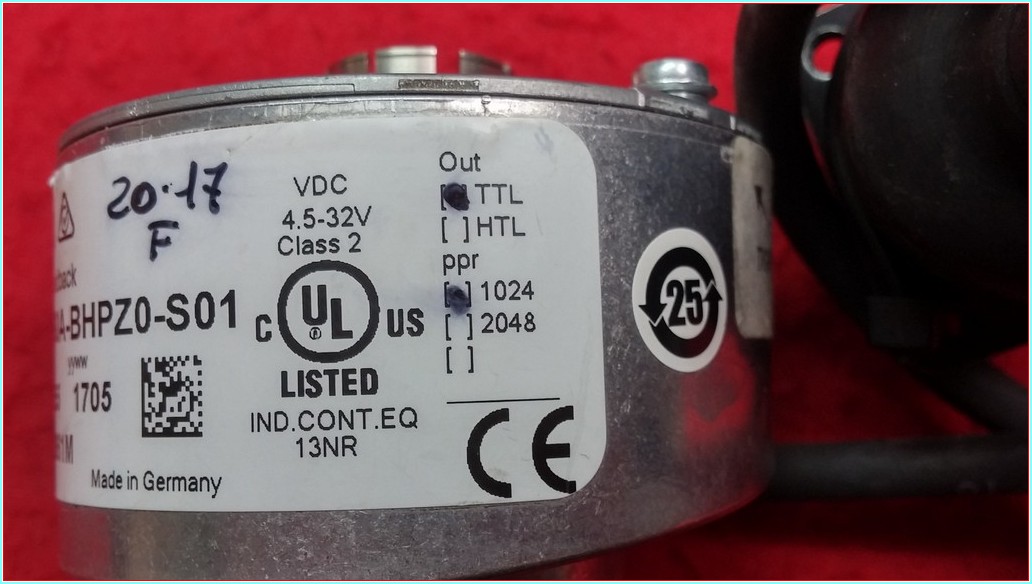 20.17
F
VDC
4.5-32V
Class 2
Out
[ ] TTL
[ ] HTL
ppr
[ ] 1024
[ ] 2048
[ ]
A-BHPZ0-S01
yyww
1705
C UL US
®
LISTED
IND.CONT.EQ
13NR
CE
Made in Germany
25